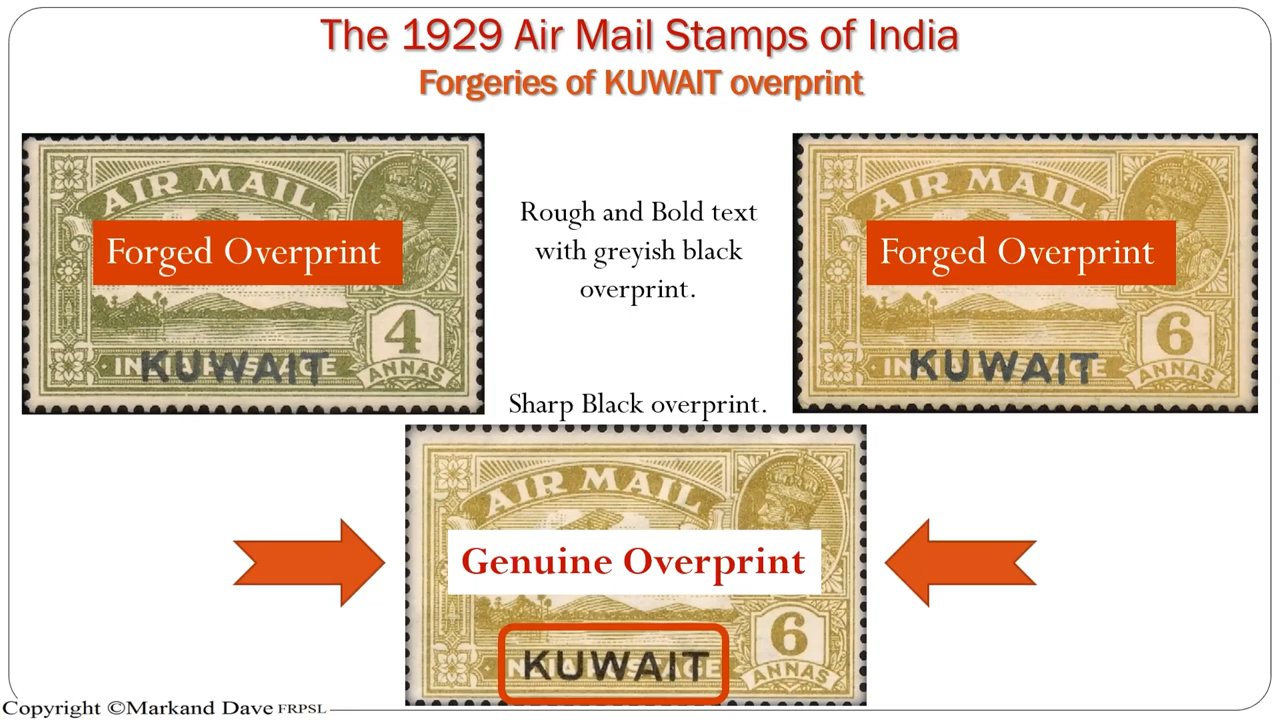 The 1929 Air Mail Stamps of India
Forgeries of KUWAIT overprint
AIR MAIL
Forged Overprint
4
ANNAS
KUWAIT
Rough and Bold text
with greyish black
overprint.
AIR MAIL
Forged Overprint
6
ANNAS
KUWAIT
Sharp Black overprint.
AIR MAIL
Genuine Overprint
6
ANNAS
KUWAIT
Copyright ©Markand Dave FRPSL